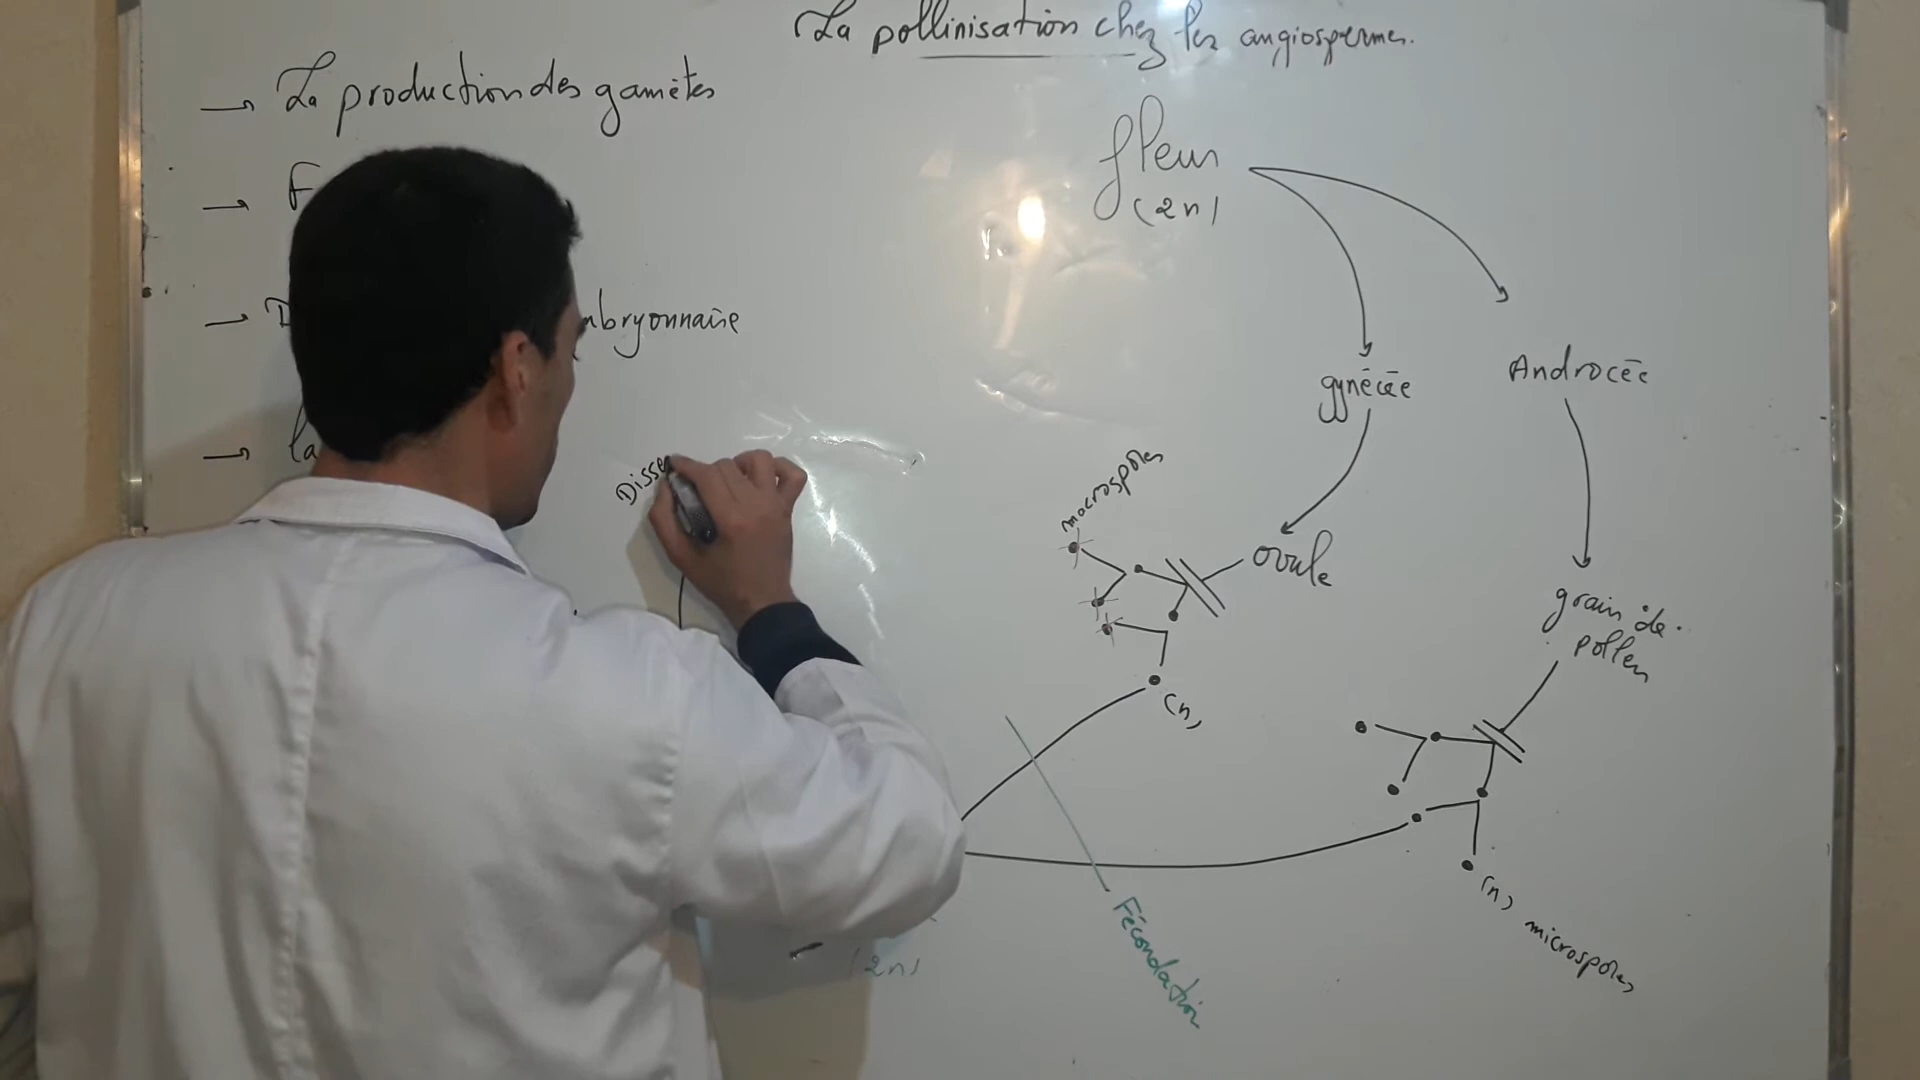 La pollinisation chez les angiospermes.
→ La production des gamètes
→ F
→ D mbryonnaire
→ la
fleur
(2n)
gynécée
Androcée
macrospores
ovule
(n)
grain de
pollen
(n) microspores
Disse
Fécondation
(2n)